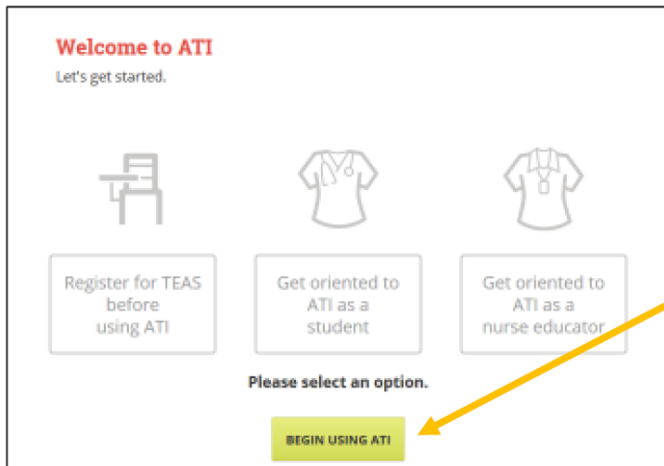 Welcome to ATI
Let's get started.
Register for TEAS
before
using ATI
Get oriented to
ATI as a
student
Get oriented to
ATI as a
nurse educator
Please select an option.
BEGIN USING ATI